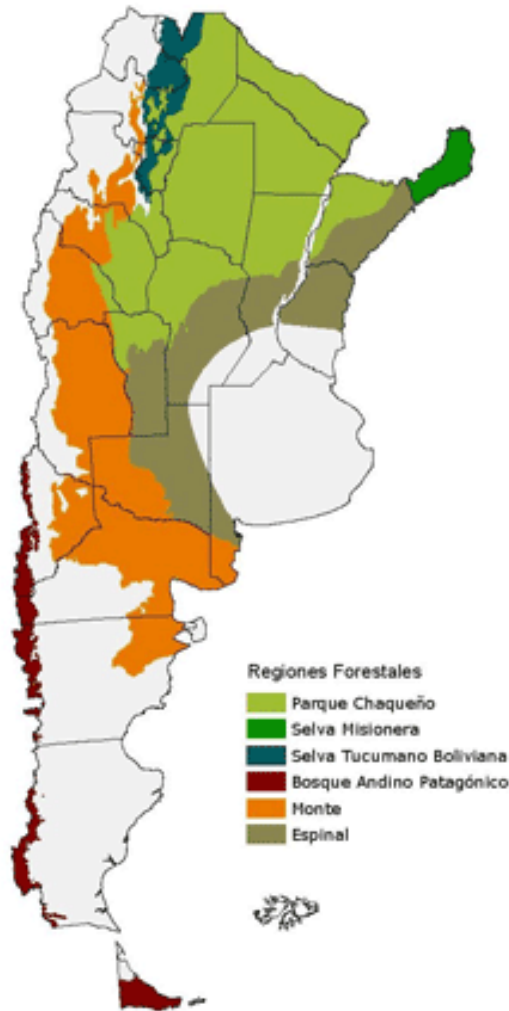 Regiones Forestales
Parque Chaqueño
Selva Misionera
Selva Tucumano Boliviana
Bosque Andino Patagónico
Monte
Espinal